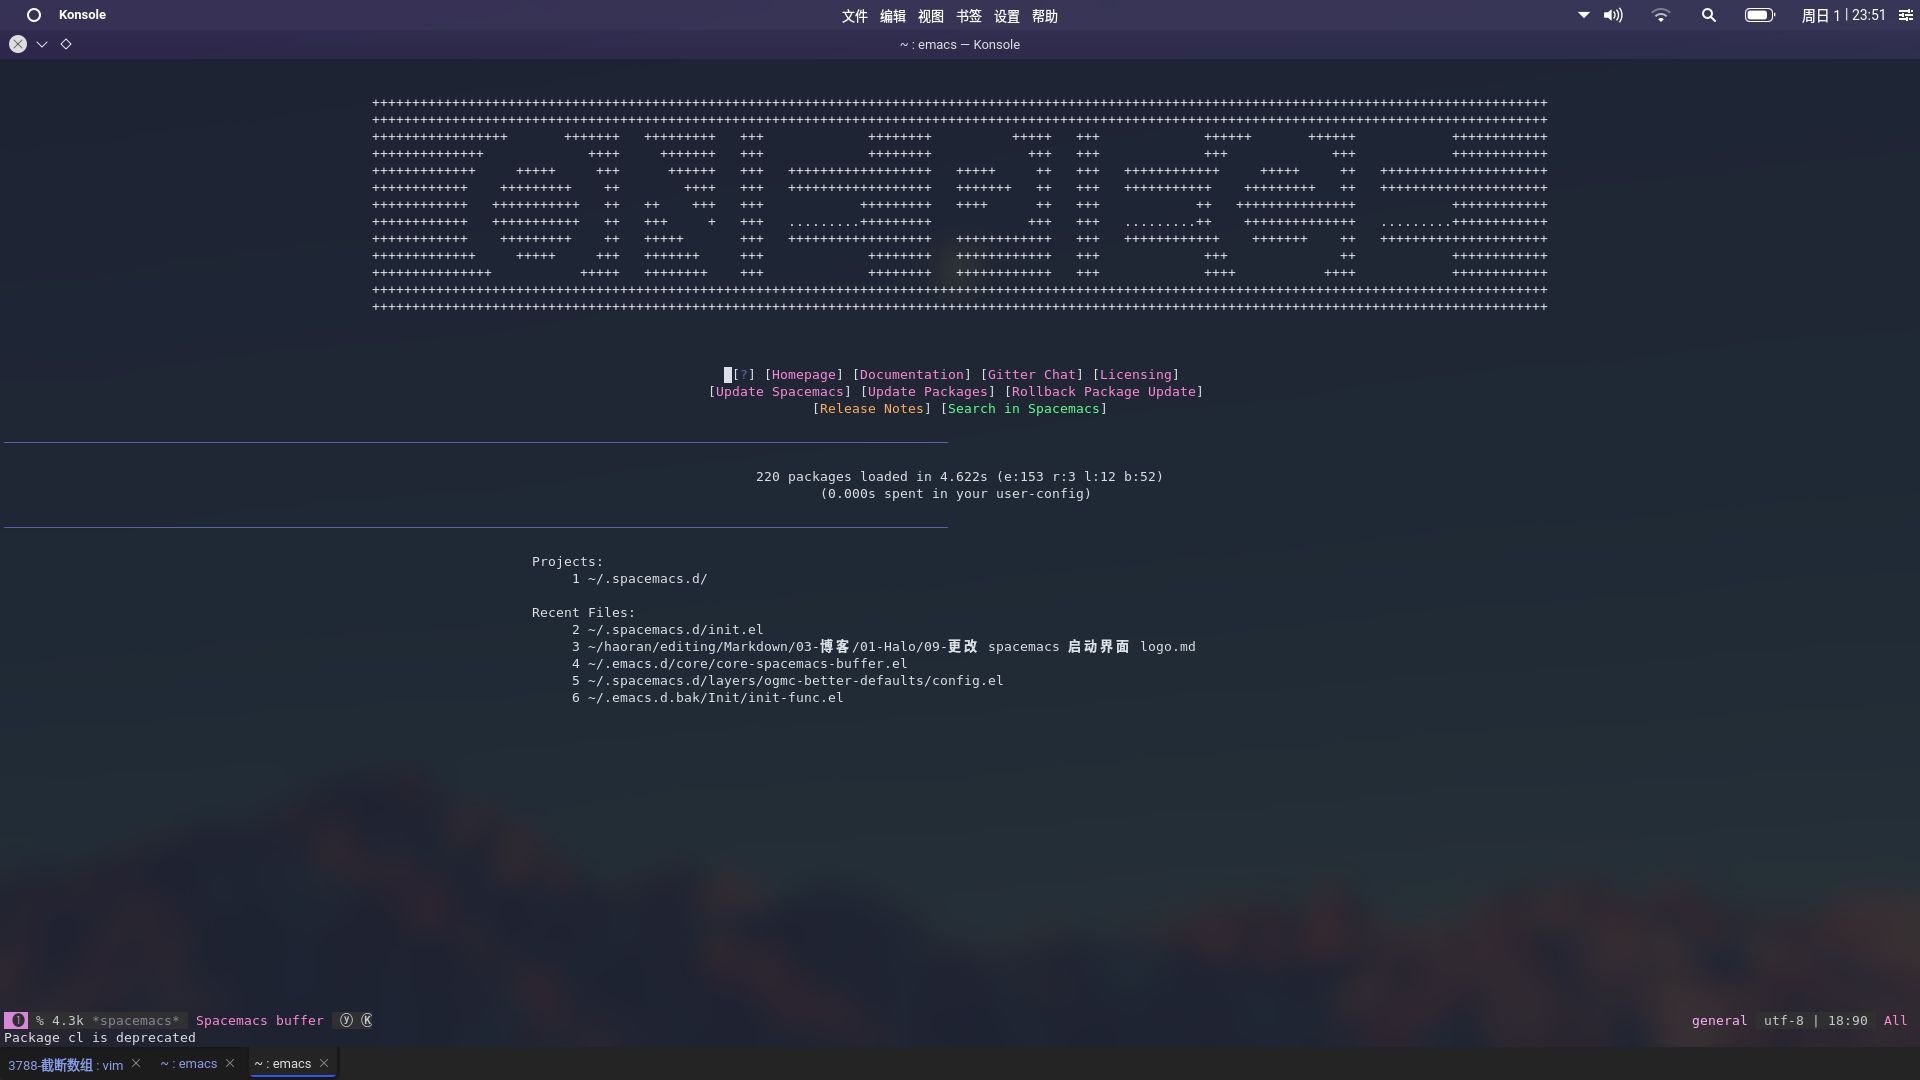 Konsole 文件 编辑 视图 书签 设置 帮助 周日 1 | 23:51
~ : emacs — Konsole
ONEPIECE
[?] [Homepage] [Documentation] [Gitter Chat] [Licensing]
[Update Spacemacs] [Update Packages] [Rollback Package Update]
[Release Notes] [Search in Spacemacs]
220 packages loaded in 4.622s (e:153 r:3 l:12 b:52)
(0.000s spent in your user-config)
Projects:
1 ~/.spacemacs.d/
Recent Files:
2 ~/.spacemacs.d/init.el
3 ~/haoran/editing/Markdown/03-博客/01-Halo/09-更改 spacemacs 启动界面 logo.md
4 ~/.emacs.d/core/core-spacemacs-buffer.el
5 ~/.spacemacs.d/layers/ogmc-better-defaults/config.el
6 ~/.emacs.d.bak/Init/init-func.el
❶ % 4.3k *spacemacs* Spacemacs buffer ⓨ Ⓚ general utf-8 | 18:90 All
Package cl is deprecated
3788-截断数组 : vim ~ : emacs ~ : emacs